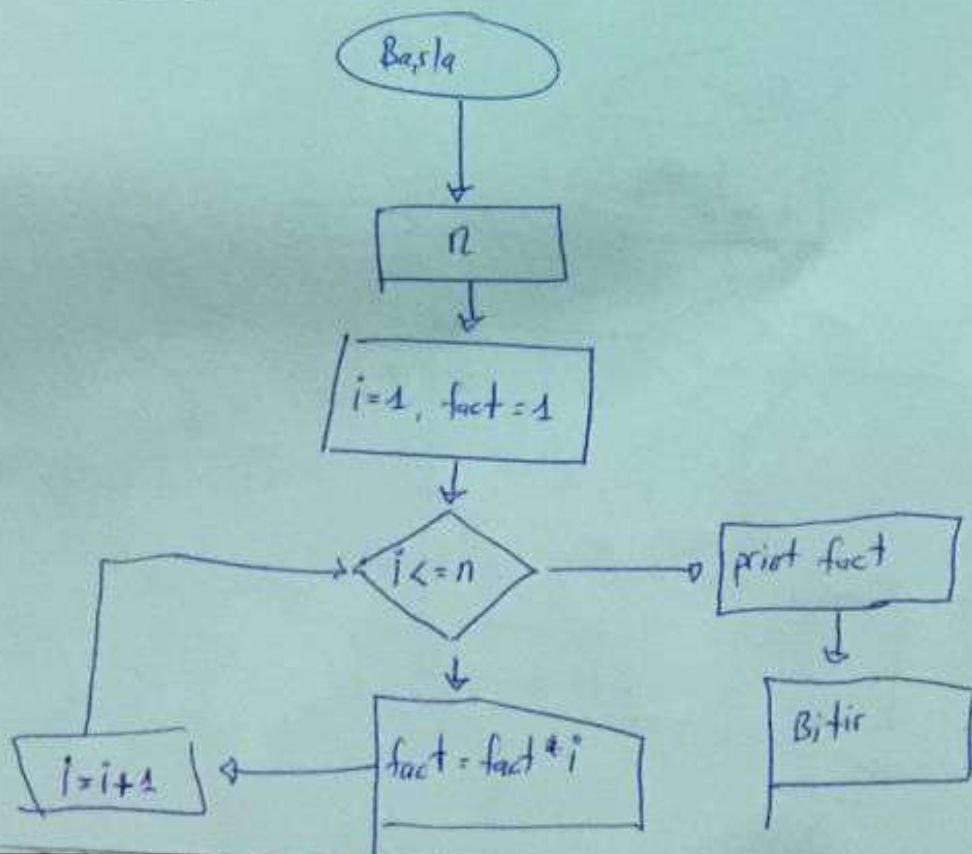 Başla
n
i=1, fact=1
i<=n
print fact
fact = fact * i
i=i+1
Bitir